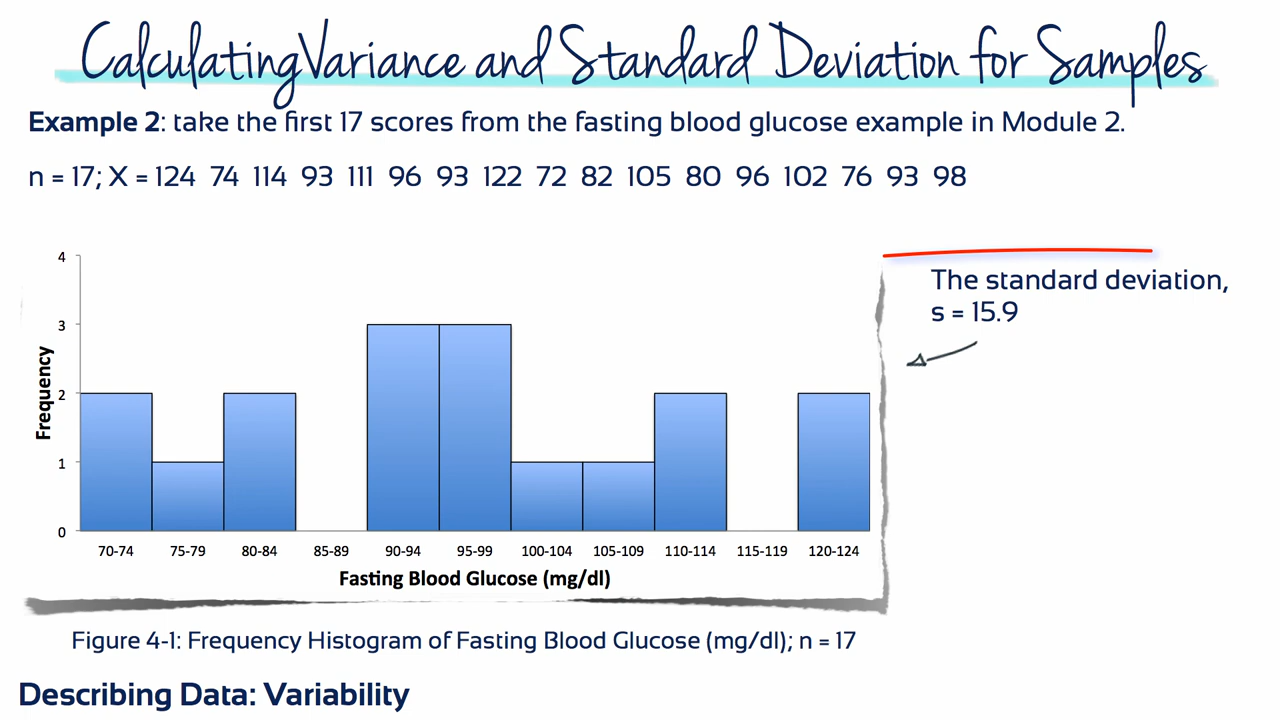 Calculating Variance and Standard Deviation for Samples
Example 2: take the first 17 scores from the fasting blood glucose example in Module 2.
n = 17; X = 124 74 114 93 111 96 93 122 72 82 105 80 96 102 76 93 98
The standard deviation,
s = 15.9
Frequency
4
3
2
1
0
70-74 75-79 80-84 85-89 90-94 95-99 100-104 105-109 110-114 115-119 120-124
Fasting Blood Glucose (mg/dl)
Figure 4-1: Frequency Histogram of Fasting Blood Glucose (mg/dl); n = 17
Describing Data: Variability